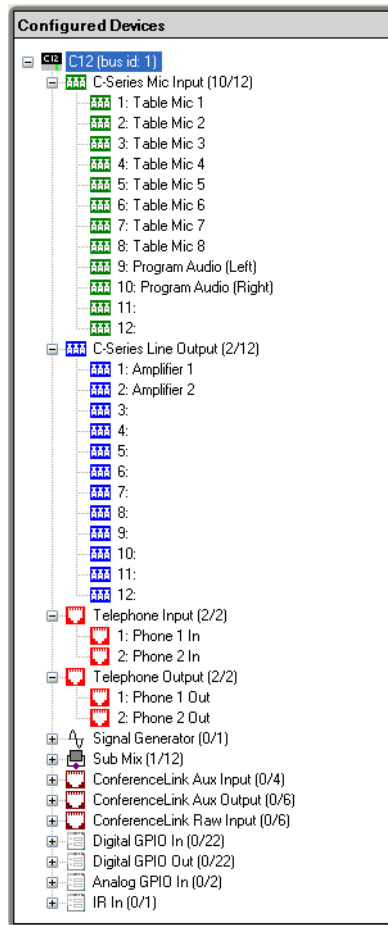 Configured Devices
C12 C12 (bus id: 1)
C-Series Mic Input (10/12)
1: Table Mic 1
2: Table Mic 2
3: Table Mic 3
4: Table Mic 4
5: Table Mic 5
6: Table Mic 6
7: Table Mic 7
8: Table Mic 8
9: Program Audio (Left)
10: Program Audio (Right)
11:
12:
C-Series Line Output (2/12)
1: Amplifier 1
2: Amplifier 2
3:
4:
5:
6:
7:
8:
9:
10:
11:
12:
Telephone Input (2/2)
1: Phone 1 In
2: Phone 2 In
Telephone Output (2/2)
1: Phone 1 Out
2: Phone 2 Out
Signal Generator (0/1)
Sub Mix (1/12)
ConferenceLink Aux Input (0/4)
ConferenceLink Aux Output (0/6)
ConferenceLink Raw Input (0/6)
Digital GPIO In (0/22)
Digital GPIO Out (0/22)
Analog GPIO In (0/2)
IR In (0/1)